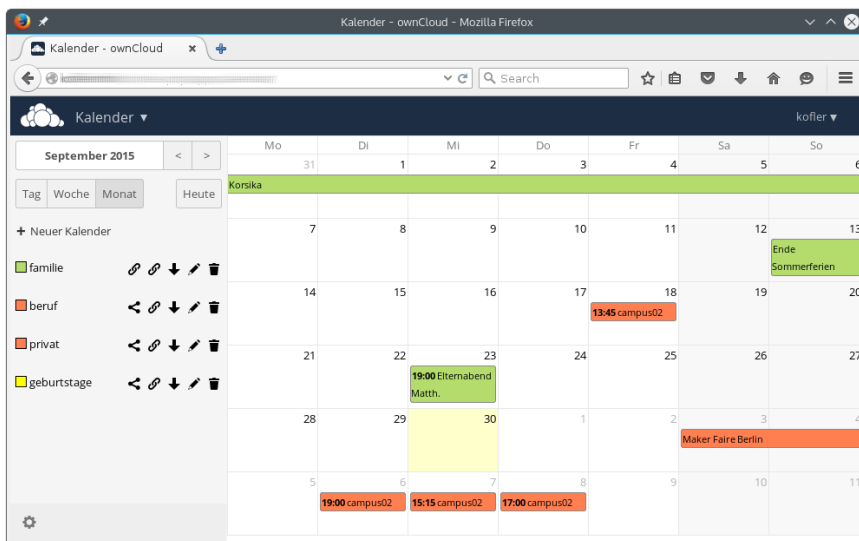 Kalender - ownCloud - Mozilla Firefox
Kalender - ownCloud
Search
Kalender
kofler
September 2015 < >
Tag Woche Monat Heute
+ Neuer Kalender
familie
beruf
privat
geburtstage
Mo Di Mi Do Fr Sa So
31 1 2 3 4 5 6
Korsika
7 8 9 10 11 12 13
Ende
Sommerferien
14 15 16 17 18 19 20
13:45 campus02
21 22 23 24 25 26 27
19:00 Elternabend
Matth.
28 29 30 1 2 3 4
Maker Faire Berlin
5 6 7 8 9 10 11
19:00 campus02 15:15 campus02 17:00 campus02